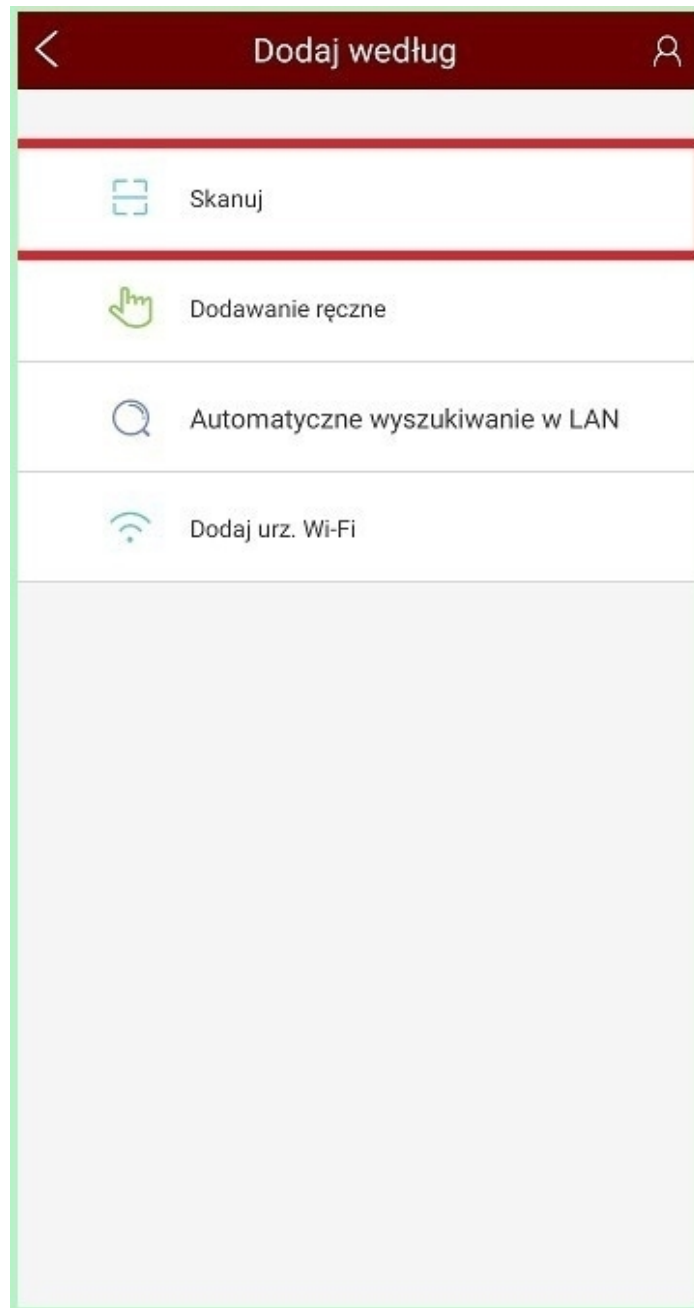 Dodaj według
Skanuj
Dodawanie ręczne
Automatyczne wyszukiwanie w LAN
Dodaj urz. Wi-Fi